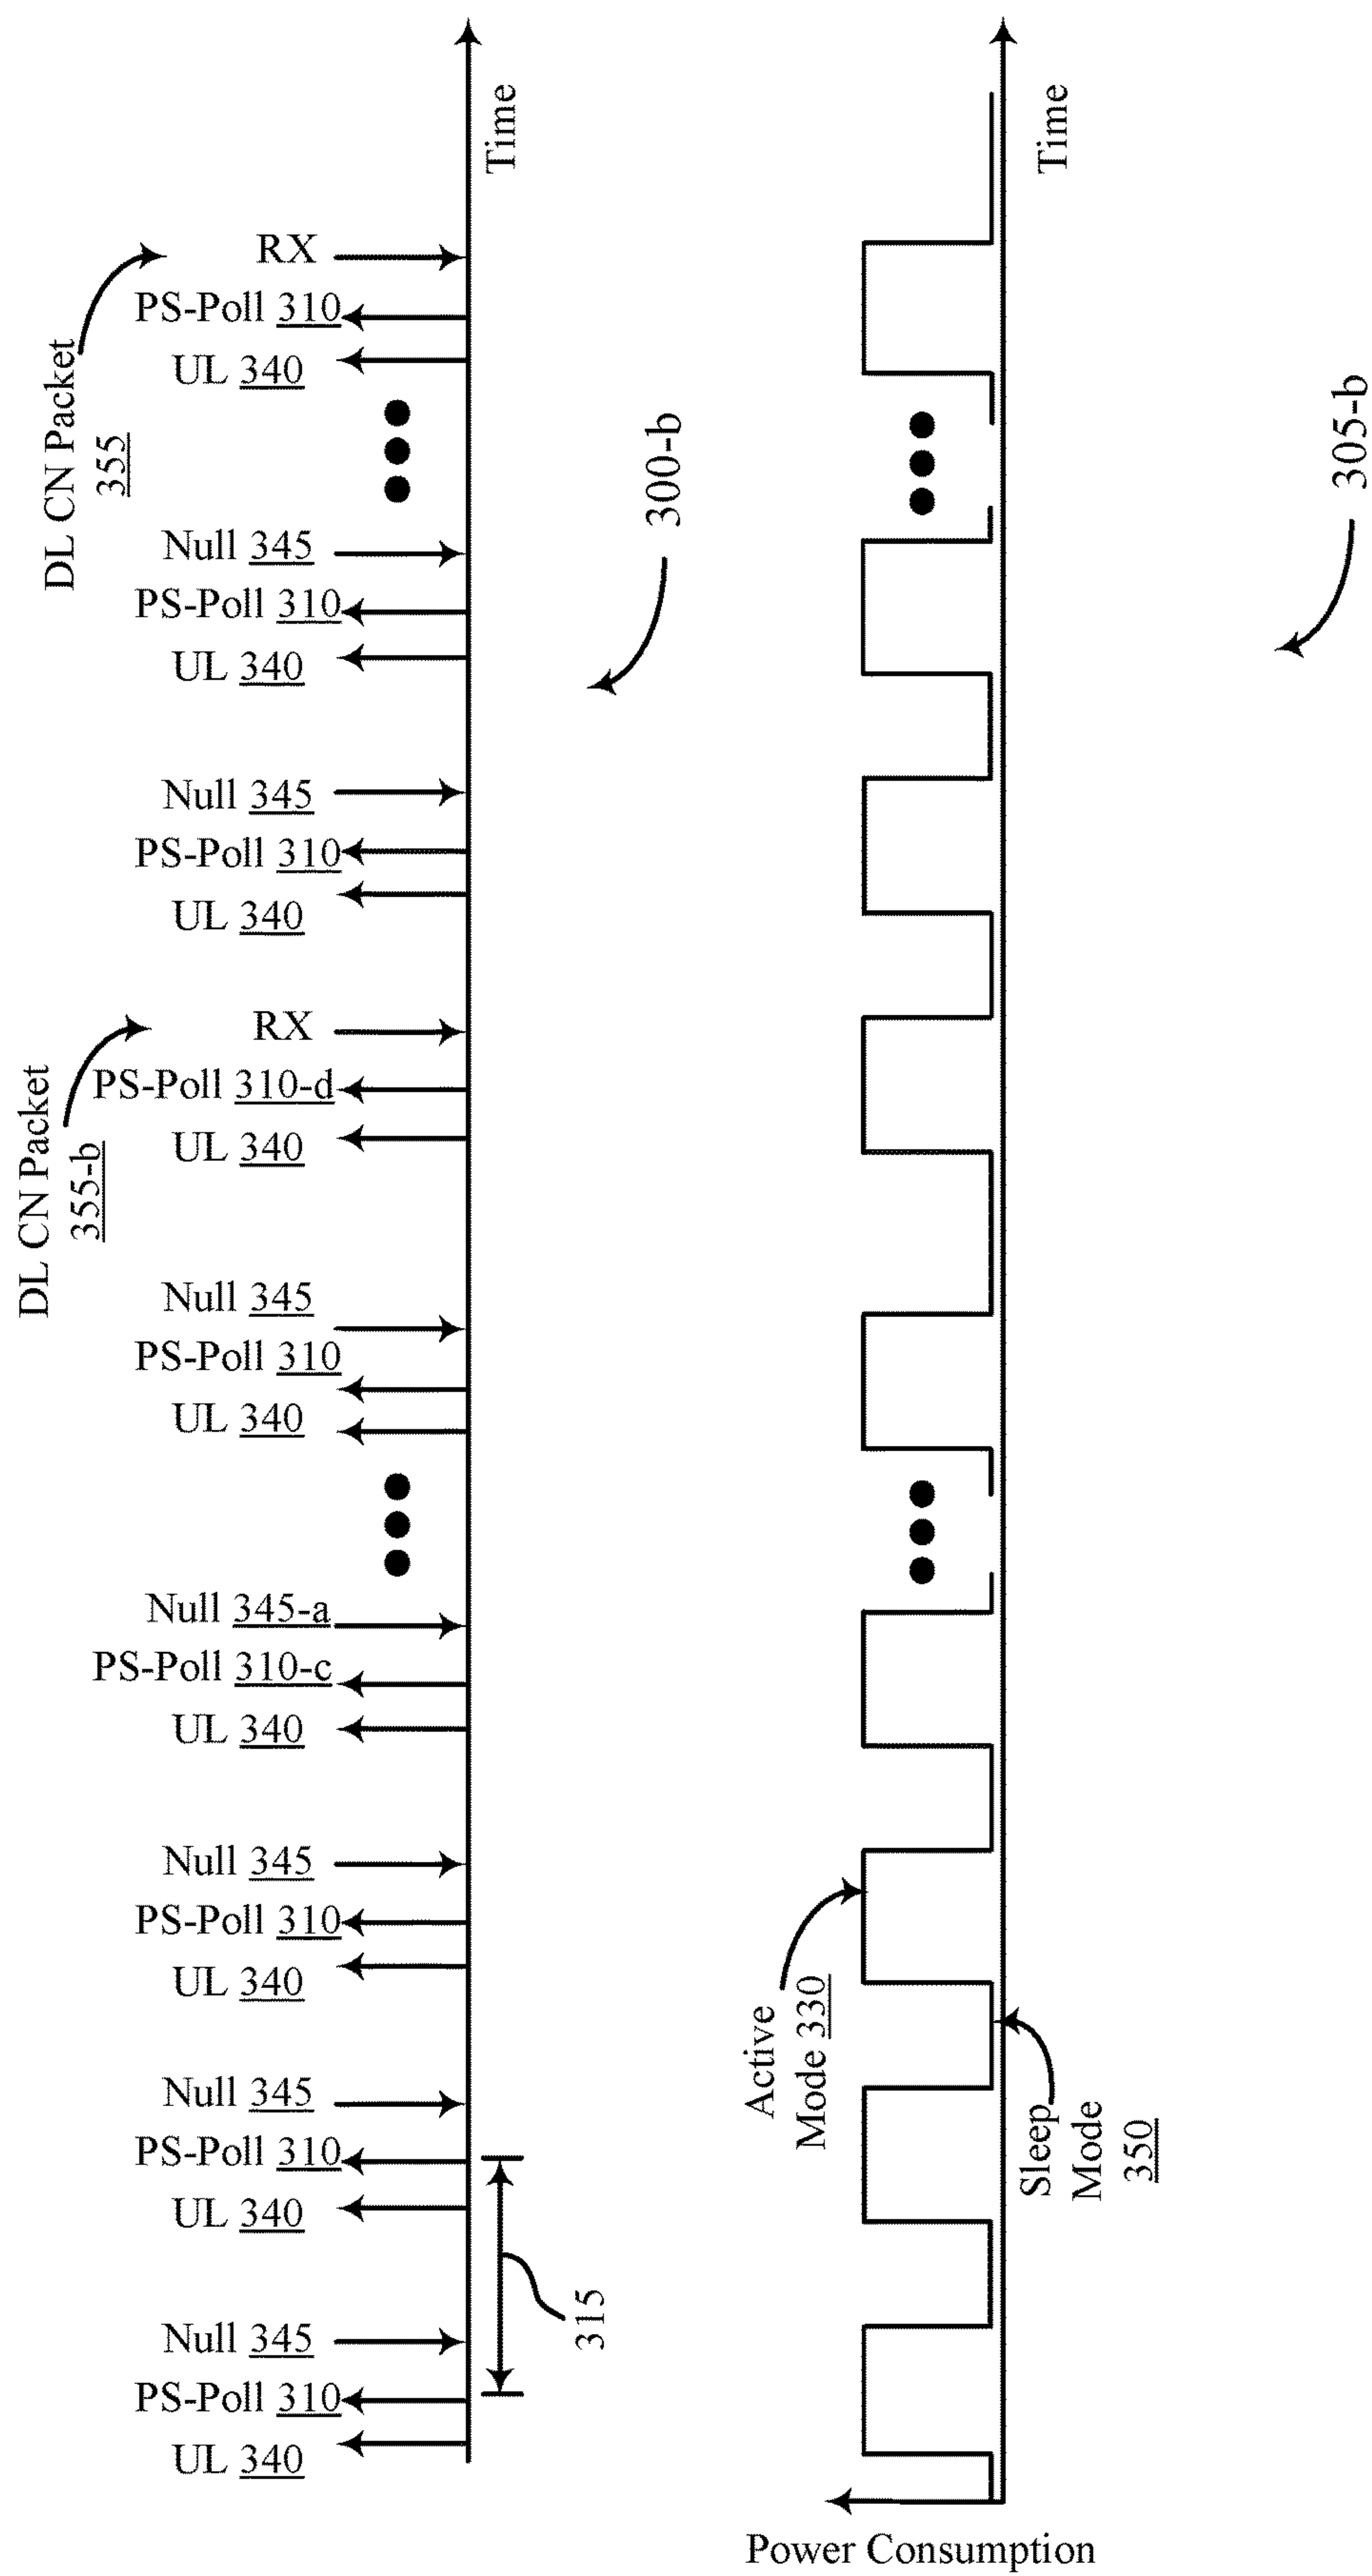 DL CN Packet
355
RX
PS-Poll 310
UL 340
Null 345
PS-Poll 310
UL 340
Null 345
PS-Poll 310
UL 340
DL CN Packet
355-b
RX
PS-Poll 310-d
UL 340
Null 345
PS-Poll 310
UL 340
Null 345-a
PS-Poll 310-c
UL 340
Null 345
PS-Poll 310
UL 340
Null 345
PS-Poll 310
UL 340
Null 345
PS-Poll 310
UL 340
Time
300-b
315
Time
305-b
Active
Mode 330
Sleep
Mode
350
Power Consumption